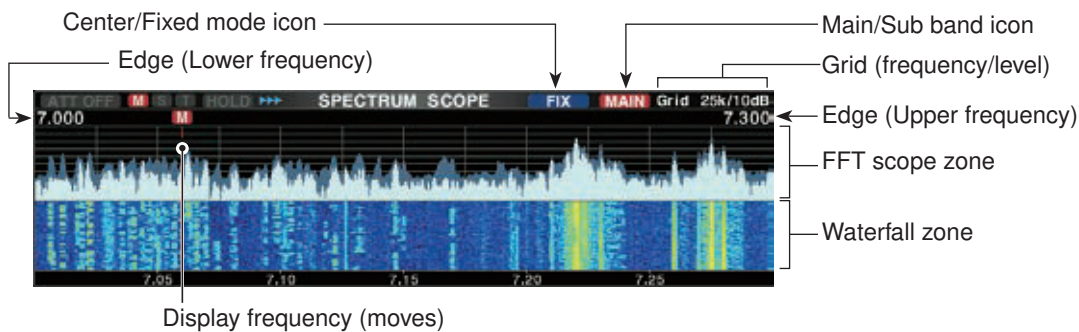 Center/Fixed mode icon
Main/Sub band icon
Edge (Lower frequency)
Grid (frequency/level)
ATT OFF M S T HOLD SPECTRUM SCOPE FIX MAIN Grid 25k/10dB
7.000 M 7.300
Edge (Upper frequency)
FFT scope zone
Waterfall zone
7.05 7.10 7.15 7.20 7.25
Display frequency (moves)